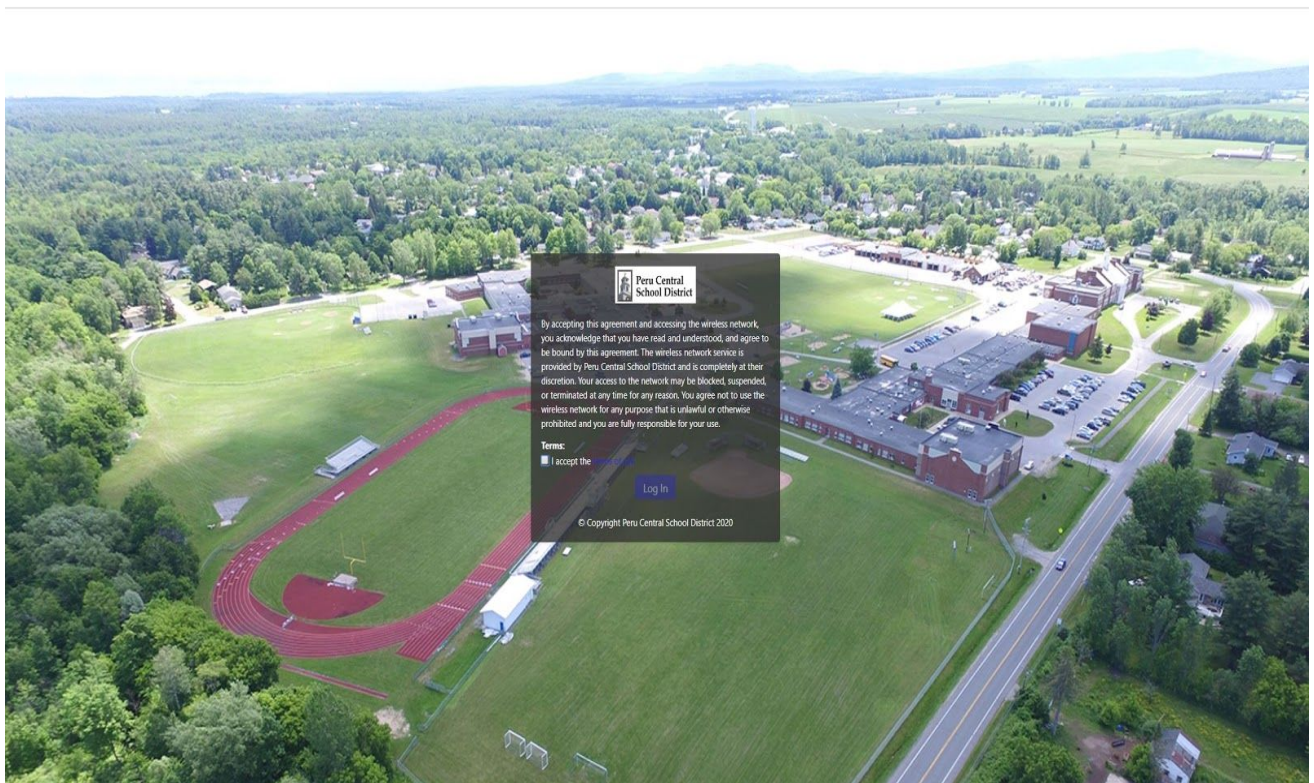 Peru Central
School District
By accepting this agreement and accessing the wireless network,
you acknowledge that you have read and understood, and agree to
be bound by this agreement. The wireless network service is
provided by Peru Central School District and is completely at their
discretion. Your access to the network may be blocked, suspended,
or terminated at any time for any reason. You agree not to use the
wireless network for any purpose that is unlawful or otherwise
prohibited and you are fully responsible for your use.
Terms:
I accept the
Log In
© Copyright Peru Central School District 2020